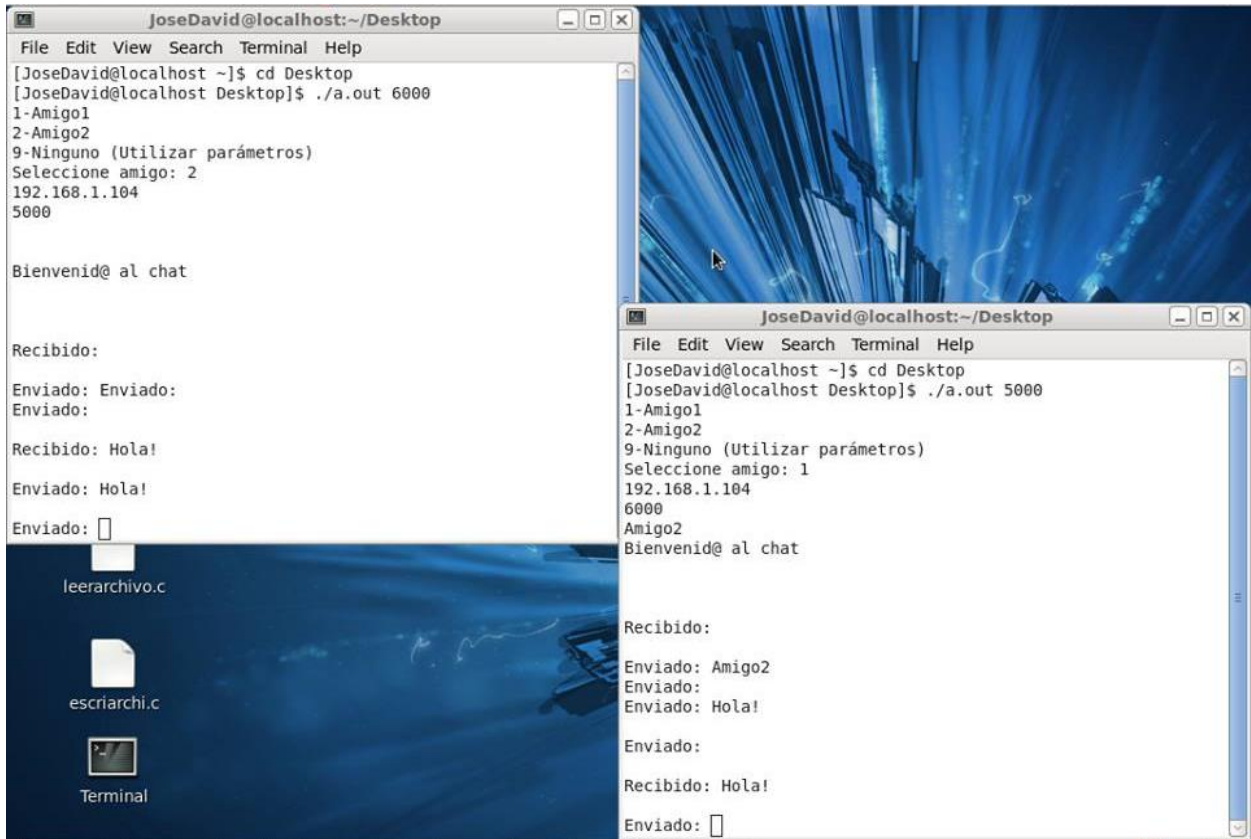 JoseDavid@localhost:~/Desktop
File Edit View Search Terminal Help
[JoseDavid@localhost ~]$ cd Desktop
[JoseDavid@localhost Desktop]$ ./a.out 6000
1-Amigo1
2-Amigo2
9-Ninguno (Utilizar parámetros)
Seleccione amigo: 2
192.168.1.104
5000
Bienvenid@ al chat
Recibido:
Enviado: Enviado:
Enviado:
Recibido: Hola!
Enviado: Hola!
Enviado:
JoseDavid@localhost:~/Desktop
File Edit View Search Terminal Help
[JoseDavid@localhost ~]$ cd Desktop
[JoseDavid@localhost Desktop]$ ./a.out 5000
1-Amigo1
2-Amigo2
9-Ninguno (Utilizar parámetros)
Seleccione amigo: 1
192.168.1.104
6000
Amigo2
Bienvenid@ al chat
Recibido:
Enviado: Amigo2
Enviado:
Enviado: Hola!
Enviado:
Recibido: Hola!
Enviado:
leerarchivo.c
escriarchi.c
Terminal